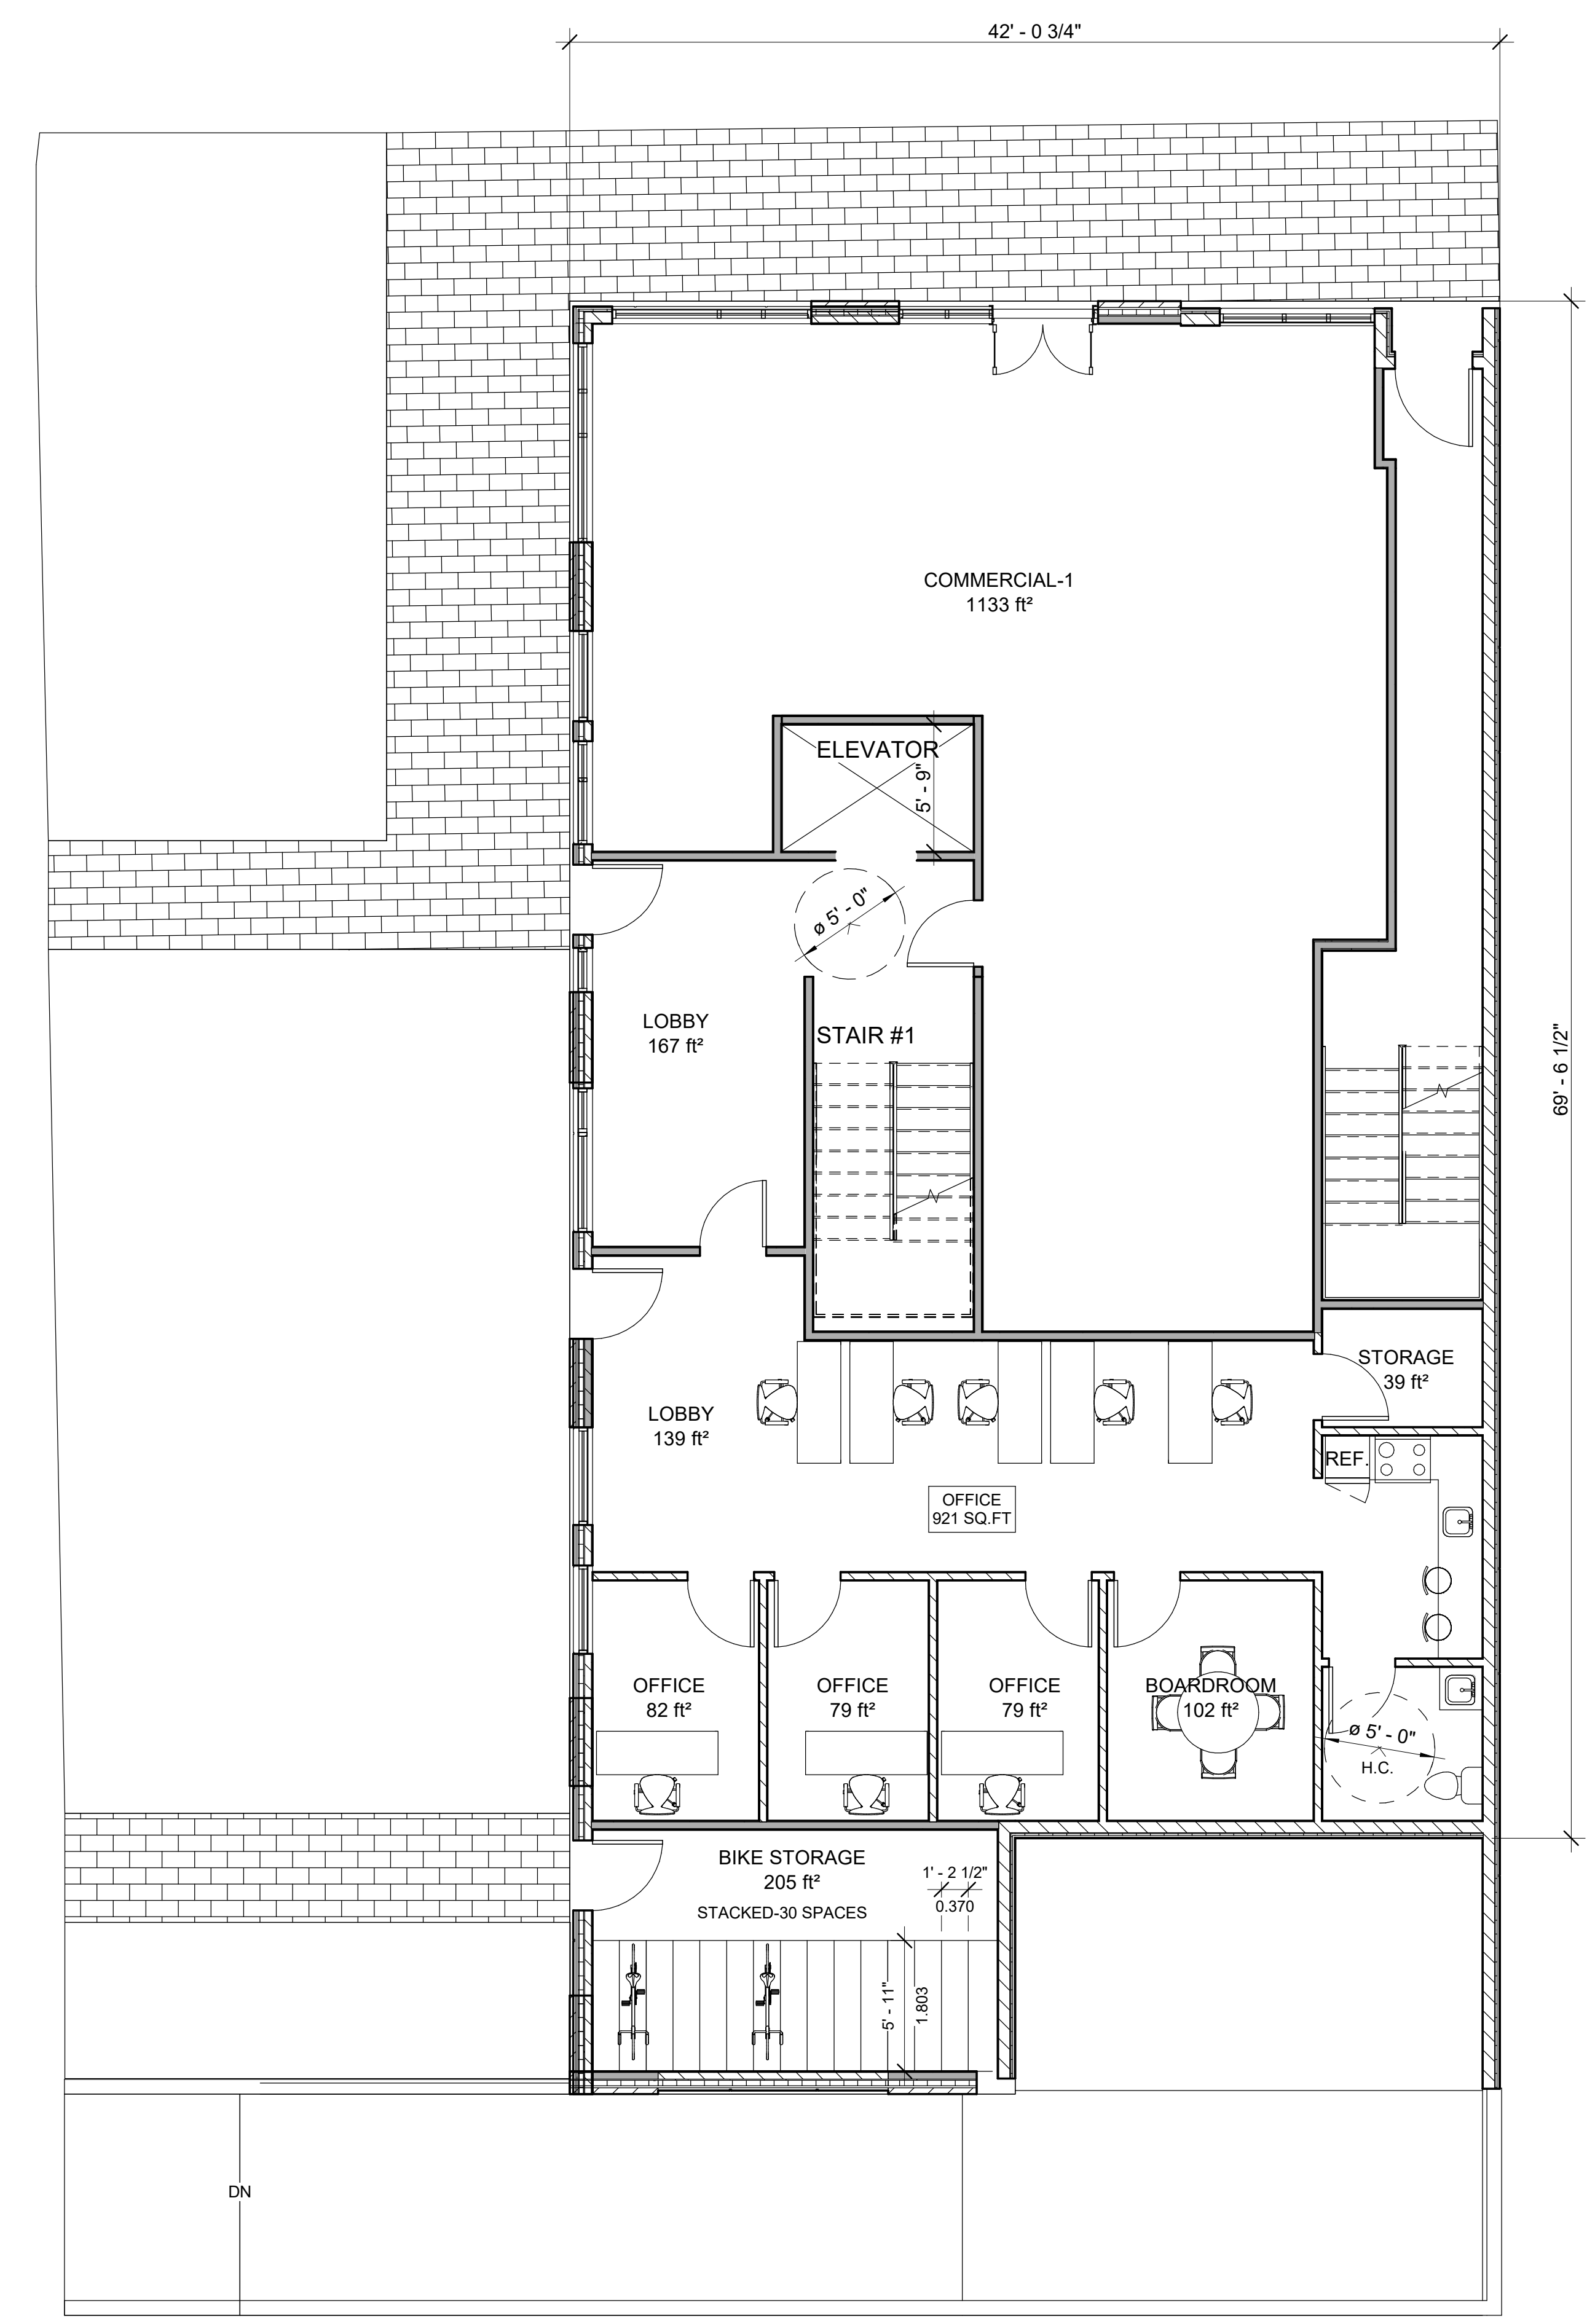 42' - 0 3/4"
COMMERCIAL-1
1133 ft²
ELEVATOR
5' - 9"
ø 5' - 0"
LOBBY
167 ft²
STAIR #1
69' - 6 1/2"
STORAGE
39 ft²
LOBBY
139 ft²
REF.
OFFICE
921 SQ.FT
OFFICE
82 ft²
OFFICE
79 ft²
OFFICE
79 ft²
BOARDROOM
102 ft²
ø 5' - 0"
H.C.
BIKE STORAGE
205 ft²
STACKED-30 SPACES
1' - 2 1/2"
0.370
5' - 11"
1.803
DN